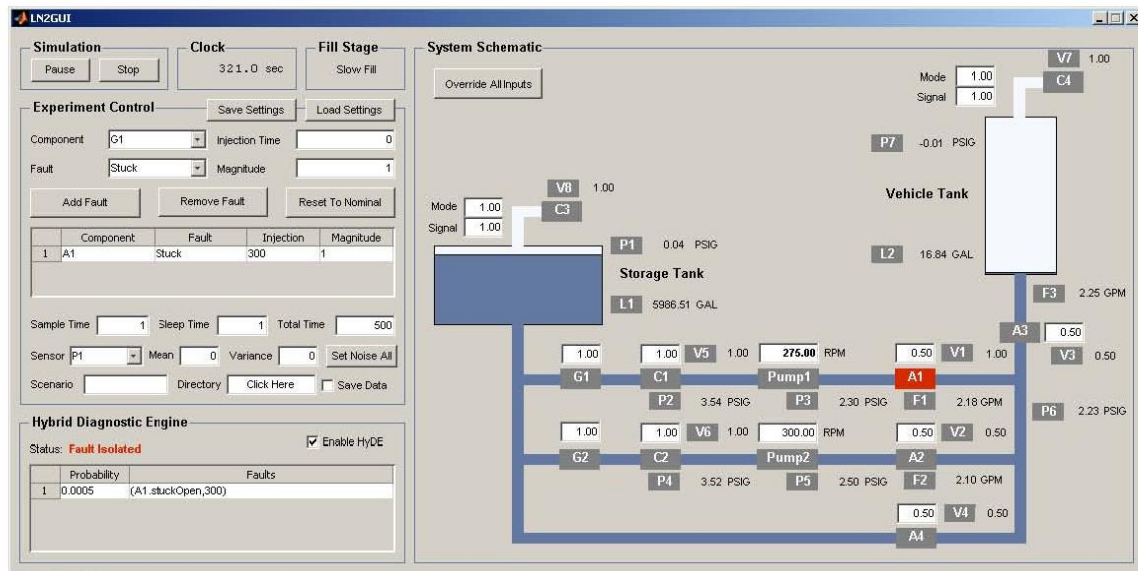 LN2GUI
Simulation
Pause Stop
Clock
321.0 sec
Fill Stage
Slow Fill
Experiment Control
Save Settings Load Settings
Component G1 Injection Time 0
Fault Stuck Magnitude 1
Add Fault Remove Fault Reset To Nominal
Component Fault Injection Magnitude
1 A1 Stuck 300 1
Sample Time 1 Sleep Time 1 Total Time 500
Sensor P1 Mean 0 Variance 0 Set Noise All
Scenario Directory Click Here Save Data
Hybrid Diagnostic Engine
Status: Fault Isolated Enable HyDE
Probability Faults
1 0.0005 (A1.stuckOpen,300)
System Schematic
Override All Inputs
V7 1.00
Mode 1.00 C4
Signal 1.00
P7 -0.01 PSIG
Vehicle Tank
V8 1.00
Mode 1.00 C3
Signal 1.00
P1 0.04 PSIG
L2 16.84 GAL
Storage Tank
L1 5986.51 GAL
F3 2.25 GPM
A3 0.50
V3 0.50
1.00 1.00 V5 1.00 275.00 RPM 0.50 V1 1.00
G1 C1 Pump1 A1
P2 3.54 PSIG P3 2.30 PSIG F1 2.18 GPM
P6 2.23 PSIG
1.00 1.00 V6 1.00 300.00 RPM 0.50 V2 0.50
G2 C2 Pump2 A2
P4 3.52 PSIG P5 2.50 PSIG F2 2.10 GPM
0.50 V4 0.50
A4